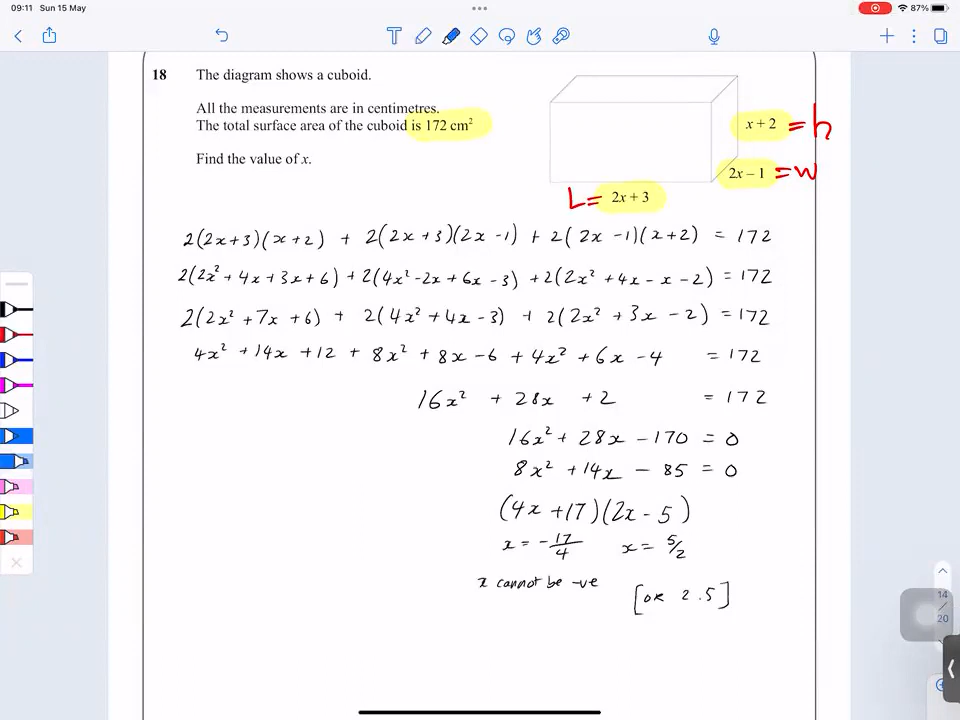 09:11 Sun 15 May
87%
18 The diagram shows a cuboid.
All the measurements are in centimetres.
The total surface area of the cuboid is 172 cm²
Find the value of x.
x + 2 = h
2x – 1 = w
L = 2x + 3
2(2x+3)(x+2) + 2(2x+3)(2x-1) + 2(2x-1)(x+2) = 172
2(2x² + 4x + 3x + 6) + 2(4x² - 2x + 6x - 3) + 2(2x² + 4x - x - 2) = 172
2(2x² + 7x + 6) + 2(4x² + 4x - 3) + 2(2x² + 3x - 2) = 172
4x² + 14x + 12 + 8x² + 8x - 6 + 4x² + 6x - 4 = 172
16x² + 28x + 2 = 172
16x² + 28x - 170 = 0
8x² + 14x - 85 = 0
(4x + 17)(2x - 5)
x = -17/4 x = 5/2
x cannot be -ve
[or 2.5]
14/20